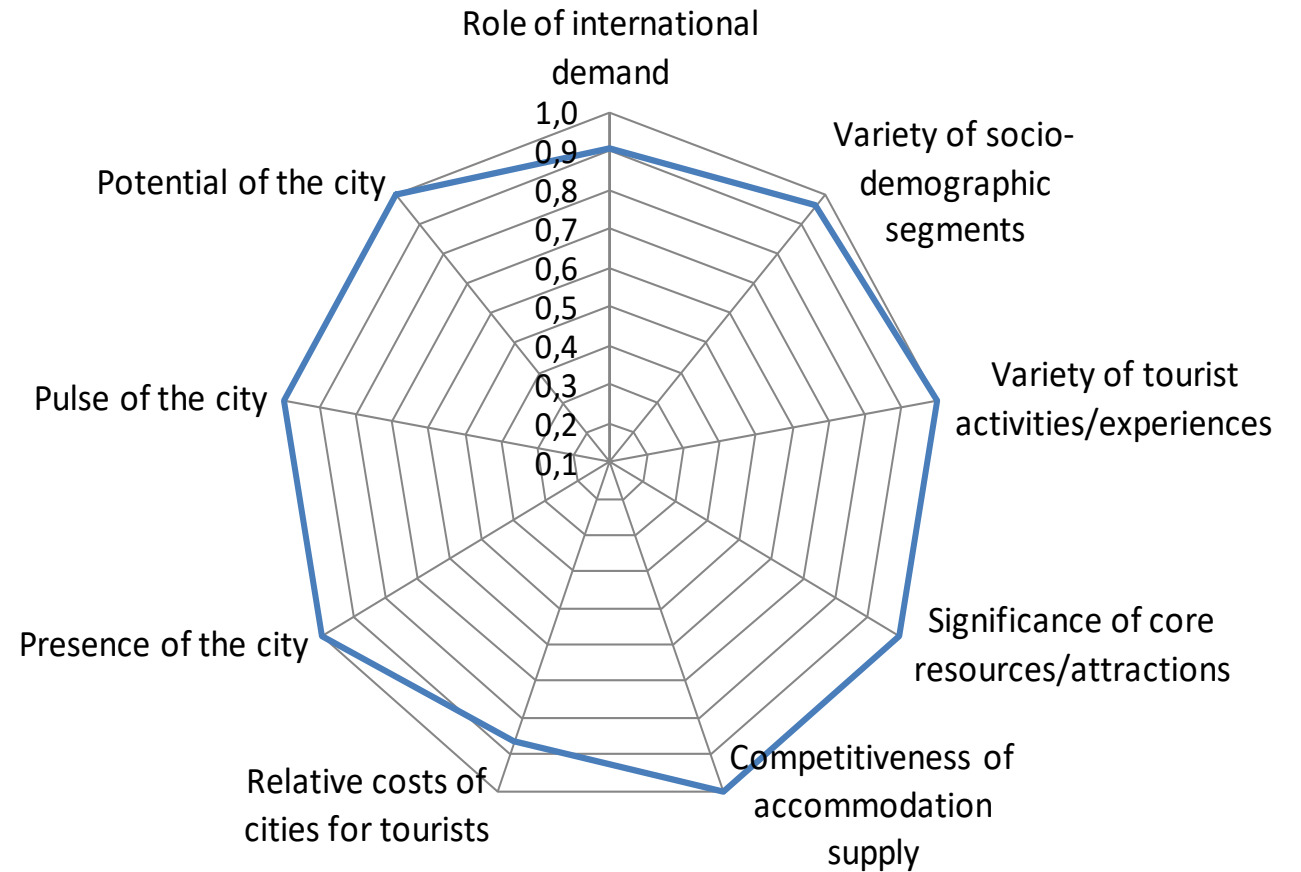 Role of international
demand
1,0
0,9
0,8
0,7
0,6
0,5
0,4
0,3
0,2
0,1
Variety of socio-
demographic
segments
Variety of tourist
activities/experiences
Significance of core
resources/attractions
Competitiveness of
accommodation
supply
Relative costs of
cities for tourists
Presence of the city
Pulse of the city
Potential of the city